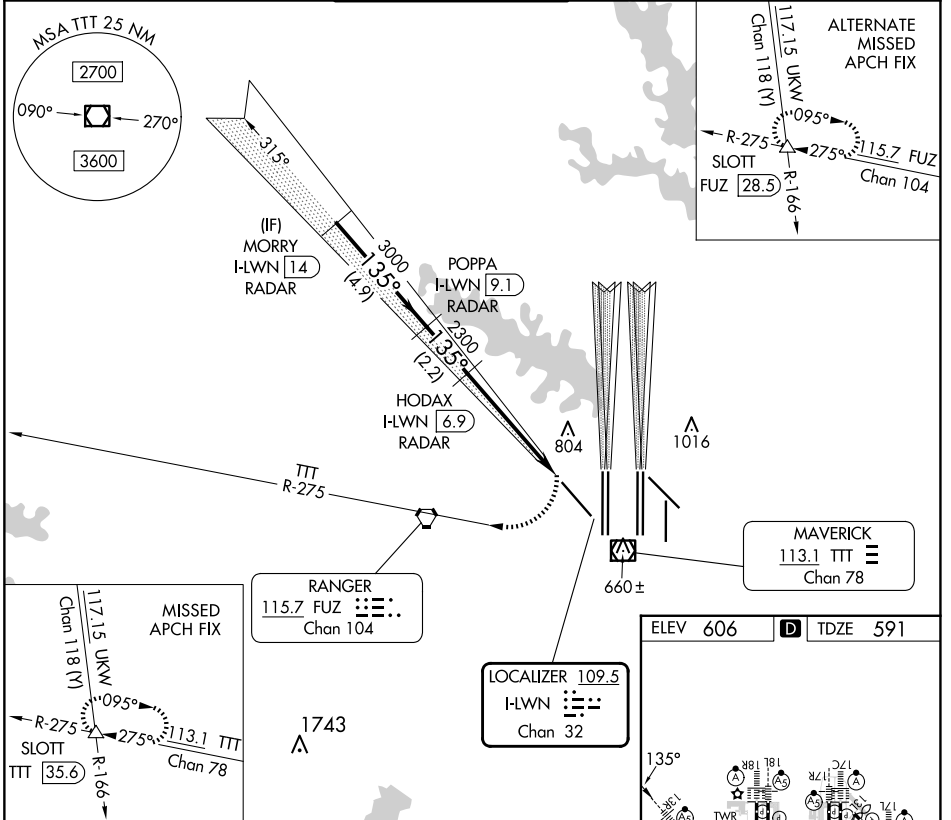 MSA TTT 25 NM
2700
090°
270°
3600
ALTERNATE
MISSED
APCH FIX
117.15 UKW
Chan 118 (Y)
095°
R-275
275°
115.7 FUZ
Chan 104
SLOTT
FUZ 28.5
R-166
315°
(IF)
MORRY
I-LWN 14
RADAR
3000
135°
(4.9)
POPPA
I-LWN 9.1
RADAR
2300
135°
(2.2)
HODAX
I-LWN 6.9
RADAR
804
1016
TTT
R-275
MAVERICK
113.1 TTT
Chan 78
660 ±
RANGER
115.7 FUZ
Chan 104
LOCALIZER 109.5
I-LWN
Chan 32
117.15 UKW
Chan 118 (Y)
MISSED
APCH FIX
095°
R-275
275°
113.1 TTT
Chan 78
SLOTT
TTT 35.6
R-166
1743
ELEV 606 D TDZE 591
135°
13R
18R
18L
17R
17C
17L
A
A5
A
A5
A5
TWR
P
P